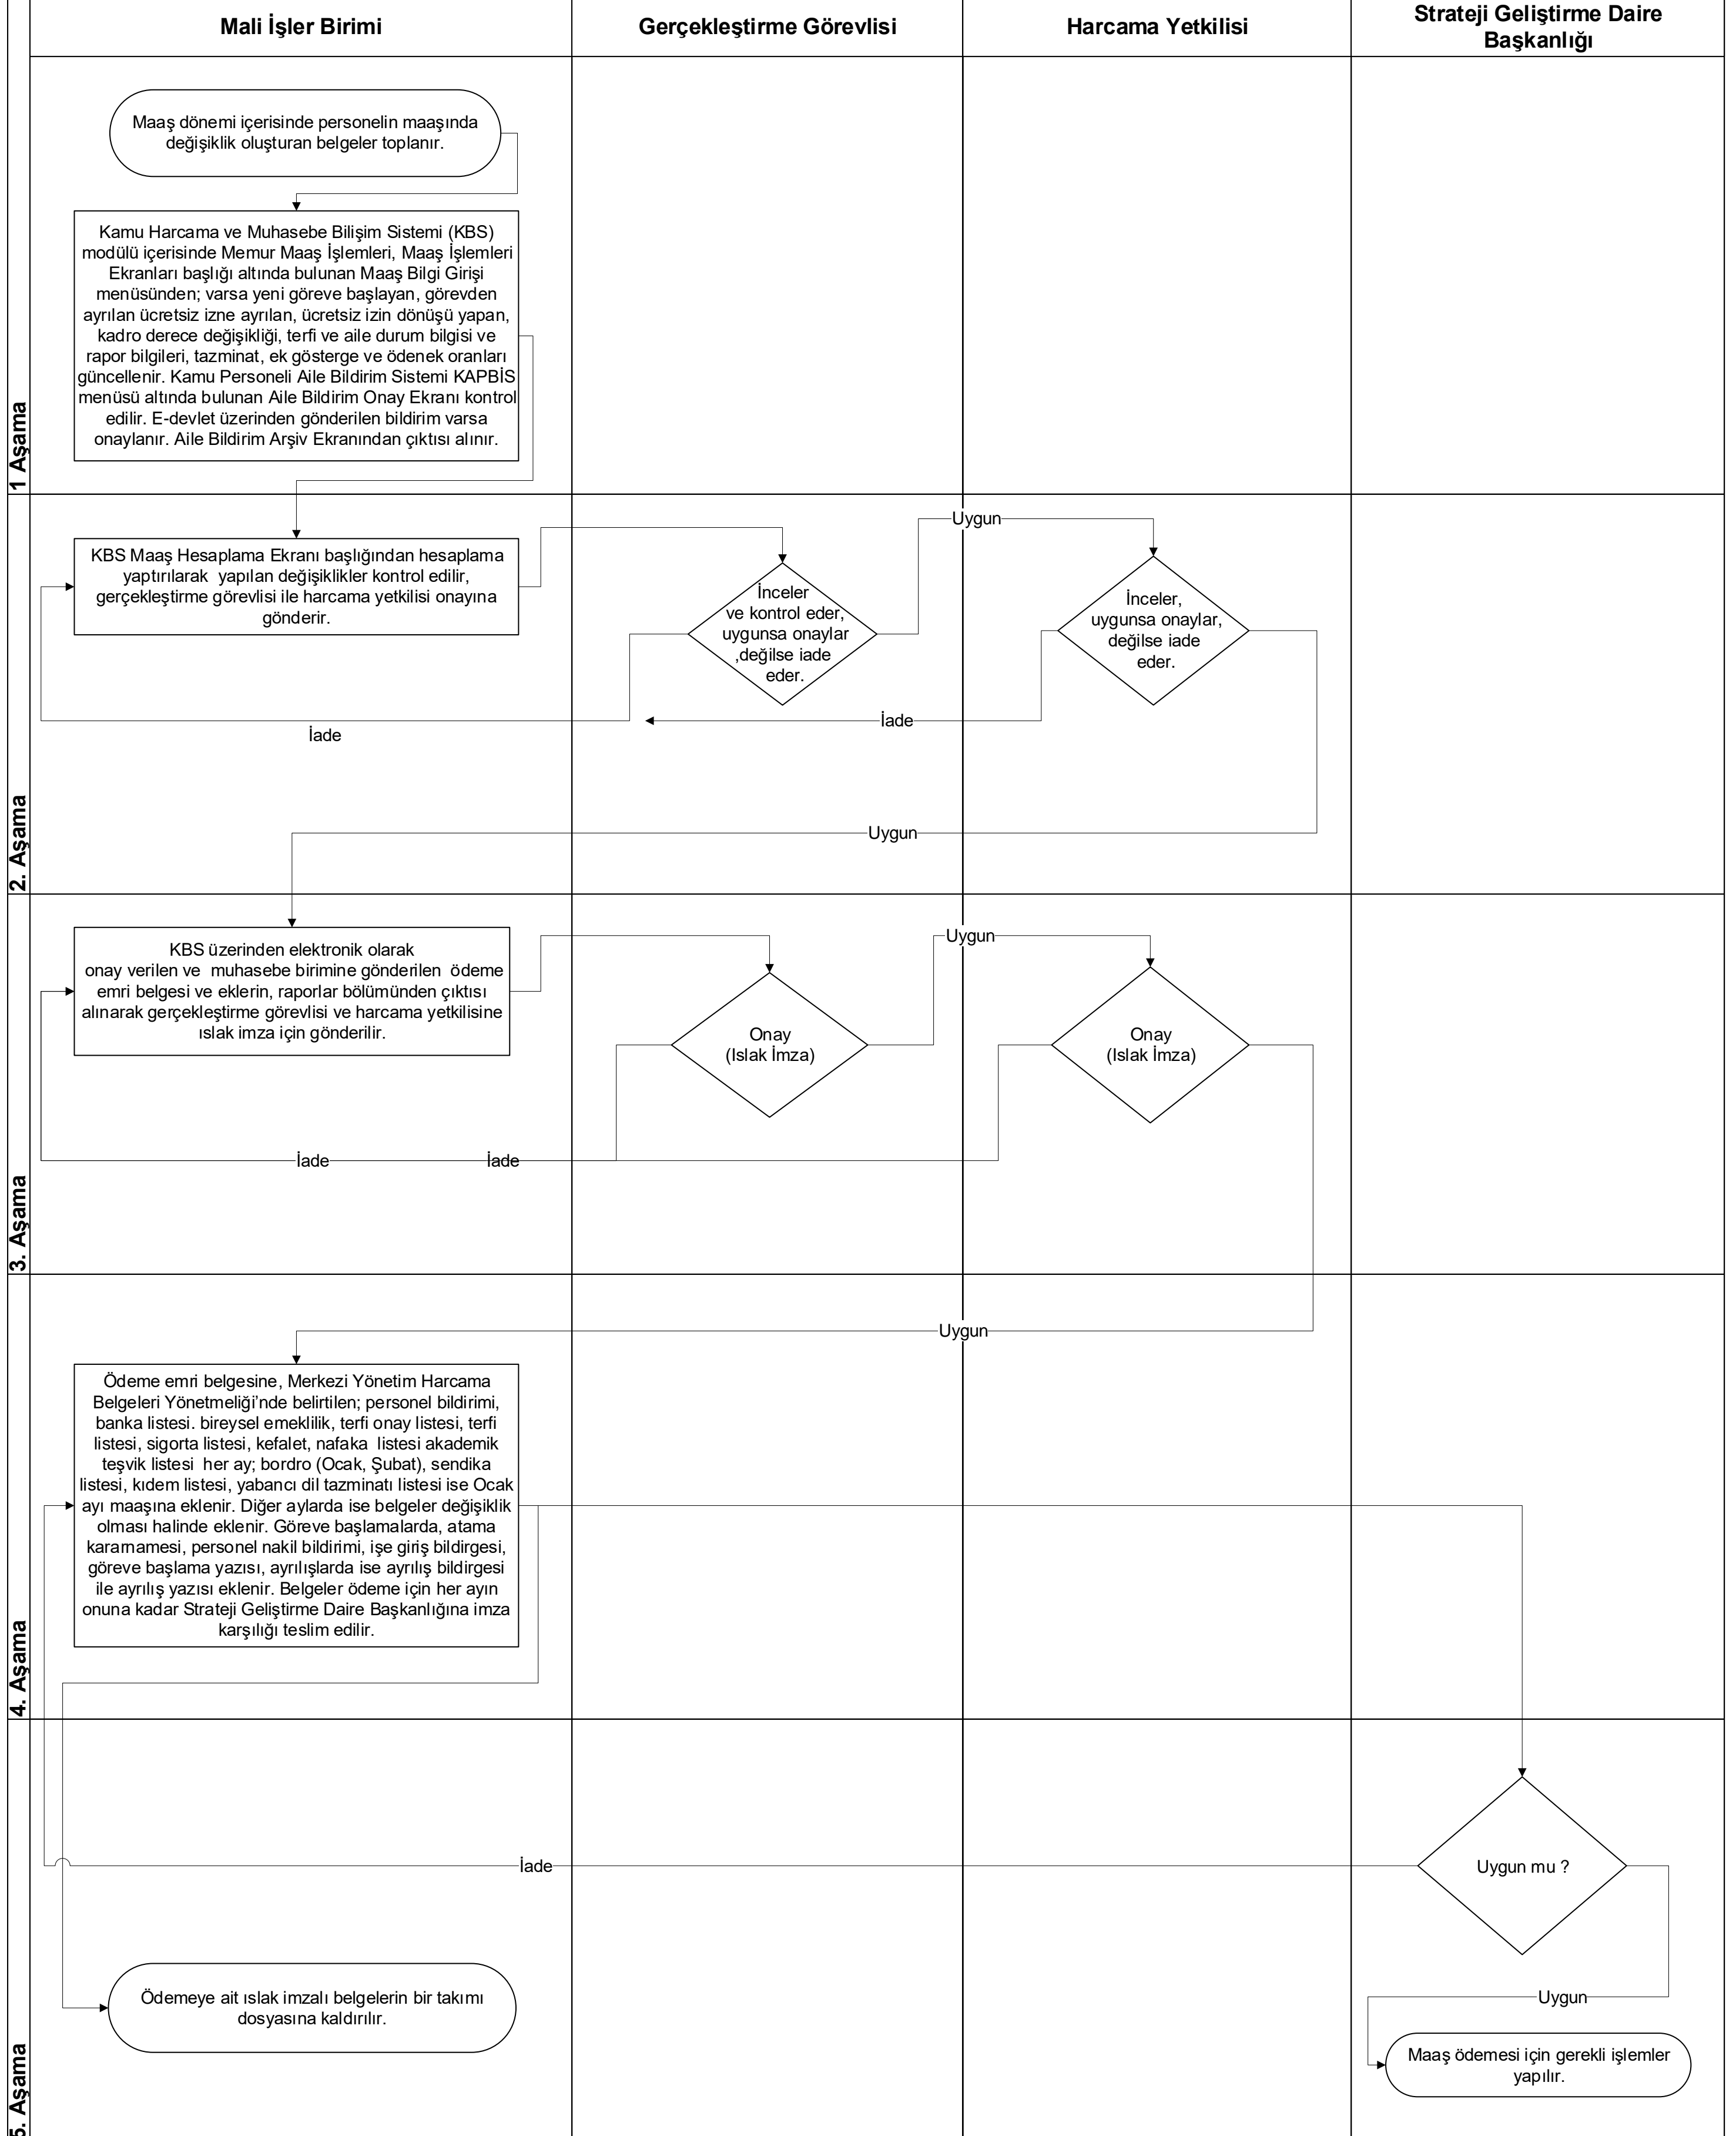 Mali İşler Birimi
Gerçekleştirme Görevlisi
Harcama Yetkilisi
Strateji Geliştirme Daire
Başkanlığı
1 Aşama
Maaş dönemi içerisinde personelin maaşında
değişiklik oluşturan belgeler toplanır.
Kamu Harcama ve Muhasebe Bilişim Sistemi (KBS)
modülü içerisinde Memur Maaş İşlemleri, Maaş İşlemleri
Ekranları başlığı altında bulunan Maaş Bilgi Girişi
menüsünden; varsa yeni göreve başlayan, görevden
ayrılan ücretsiz izne ayrılan, ücretsiz izin dönüşü yapan,
kadro derece değişikliği, terfi ve aile durum bilgisi ve
rapor bilgileri, tazminat, ek gösterge ve ödenek oranları
güncellenir. Kamu Personeli Aile Bildirim Sistemi KAPBİS
menüsü altında bulunan Aile Bildirim Onay Ekranı kontrol
edilir. E-devlet üzerinden gönderilen bildirim varsa
onaylanır. Aile Bildirim Arşiv Ekranından çıktısı alınır.
2. Aşama
KBS Maaş Hesaplama Ekranı başlığından hesaplama
yaptırılarak yapılan değişiklikler kontrol edilir,
gerçekleştirme görevlisi ile harcama yetkilisi onayına
gönderir.
İnceler
ve kontrol eder,
uygunsa onaylar
,değilse iade
eder.
Uygun
İnceler,
uygunsa onaylar,
değilse iade
eder.
İade
İade
Uygun
3. Aşama
KBS üzerinden elektronik olarak
onay verilen ve muhasebe birimine gönderilen ödeme
emri belgesi ve eklerin, raporlar bölümünden çıktısı
alınarak gerçekleştirme görevlisi ve harcama yetkilisine
ıslak imza için gönderilir.
Onay
(Islak İmza)
Uygun
Onay
(Islak İmza)
İade
İade
4. Aşama
Uygun
Ödeme emri belgesine, Merkezi Yönetim Harcama
Belgeleri Yönetmeliği’nde belirtilen; personel bildirimi,
banka listesi. bireysel emeklilik, terfi onay listesi, terfi
listesi, sigorta listesi, kefalet, nafaka listesi akademik
teşvik listesi her ay; bordro (Ocak, Şubat), sendika
listesi, kıdem listesi, yabancı dil tazminatı listesi ise Ocak
ayı maaşına eklenir. Diğer aylarda ise belgeler değişiklik
olması halinde eklenir. Göreve başlamalarda, atama
kararnamesi, personel nakil bildirimi, işe giriş bildirgesi,
göreve başlama yazısı, ayrılışlarda ise ayrılış bildirgesi
ile ayrılış yazısı eklenir. Belgeler ödeme için her ayın
onuna kadar Strateji Geliştirme Daire Başkanlığına imza
karşılığı teslim edilir.
5. Aşama
İade
Uygun mu ?
Ödemeye ait ıslak imzalı belgelerin bir takımı
dosyasına kaldırılır.
Uygun
Maaş ödemesi için gerekli işlemler
yapılır.